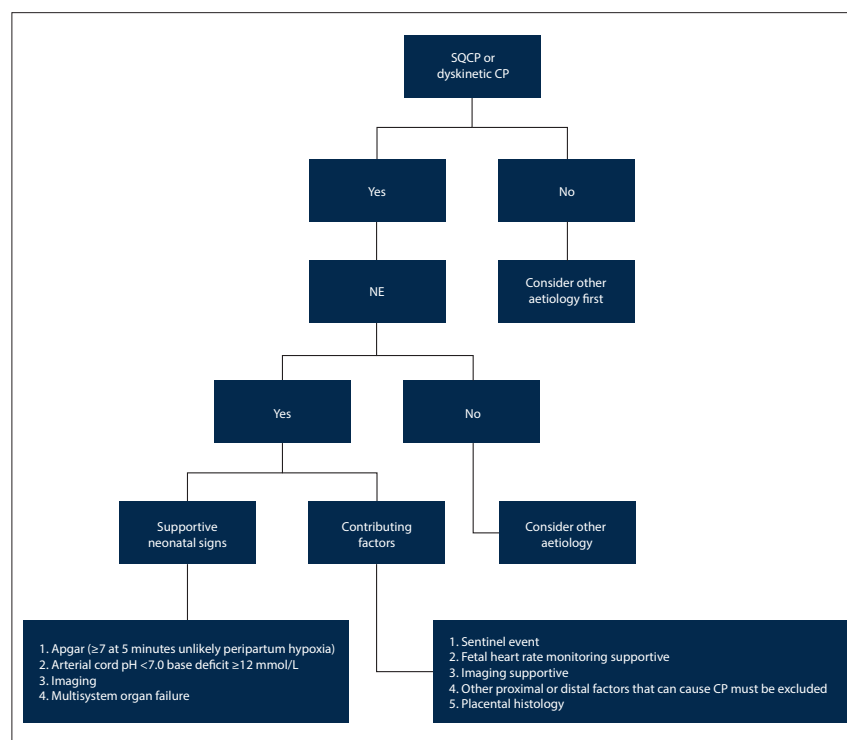 SQCP or
dyskinetic CP
Yes
No
NE
Consider other
aetiology first
Yes
No
Supportive
neonatal signs
Contributing
factors
Consider other
aetiology
1. Apgar (≥7 at 5 minutes unlikely peripartum hypoxia)
2. Arterial cord pH <7.0 base deficit ≥12 mmol/L
3. Imaging
4. Multisystem organ failure
1. Sentinel event
2. Fetal heart rate monitoring supportive
3. Imaging supportive
4. Other proximal or distal factors that can cause CP must be excluded
5. Placental histology